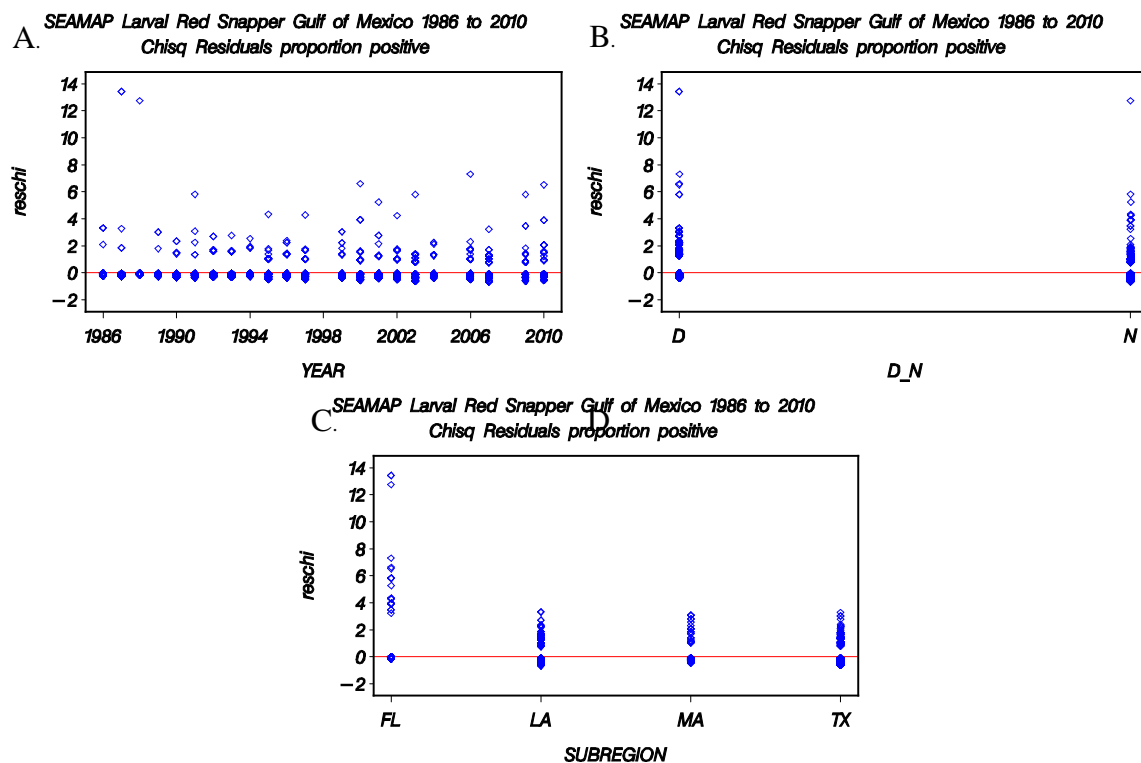 A.
SEAMAP Larval Red Snapper Gulf of Mexico 1986 to 2010
Chisq Residuals proportion positive
reschi
14
12
10
8
6
4
2
0
−2
1986 1990 1994 1998 2002 2006 2010
YEAR
B.
SEAMAP Larval Red Snapper Gulf of Mexico 1986 to 2010
Chisq Residuals proportion positive
reschi
14
12
10
8
6
4
2
0
−2
D N
D_N
C.
D
SEAMAP Larval Red Snapper Gulf of Mexico 1986 to 2010
Chisq Residuals proportion positive
reschi
14
12
10
8
6
4
2
0
−2
FL LA MA TX
SUBREGION